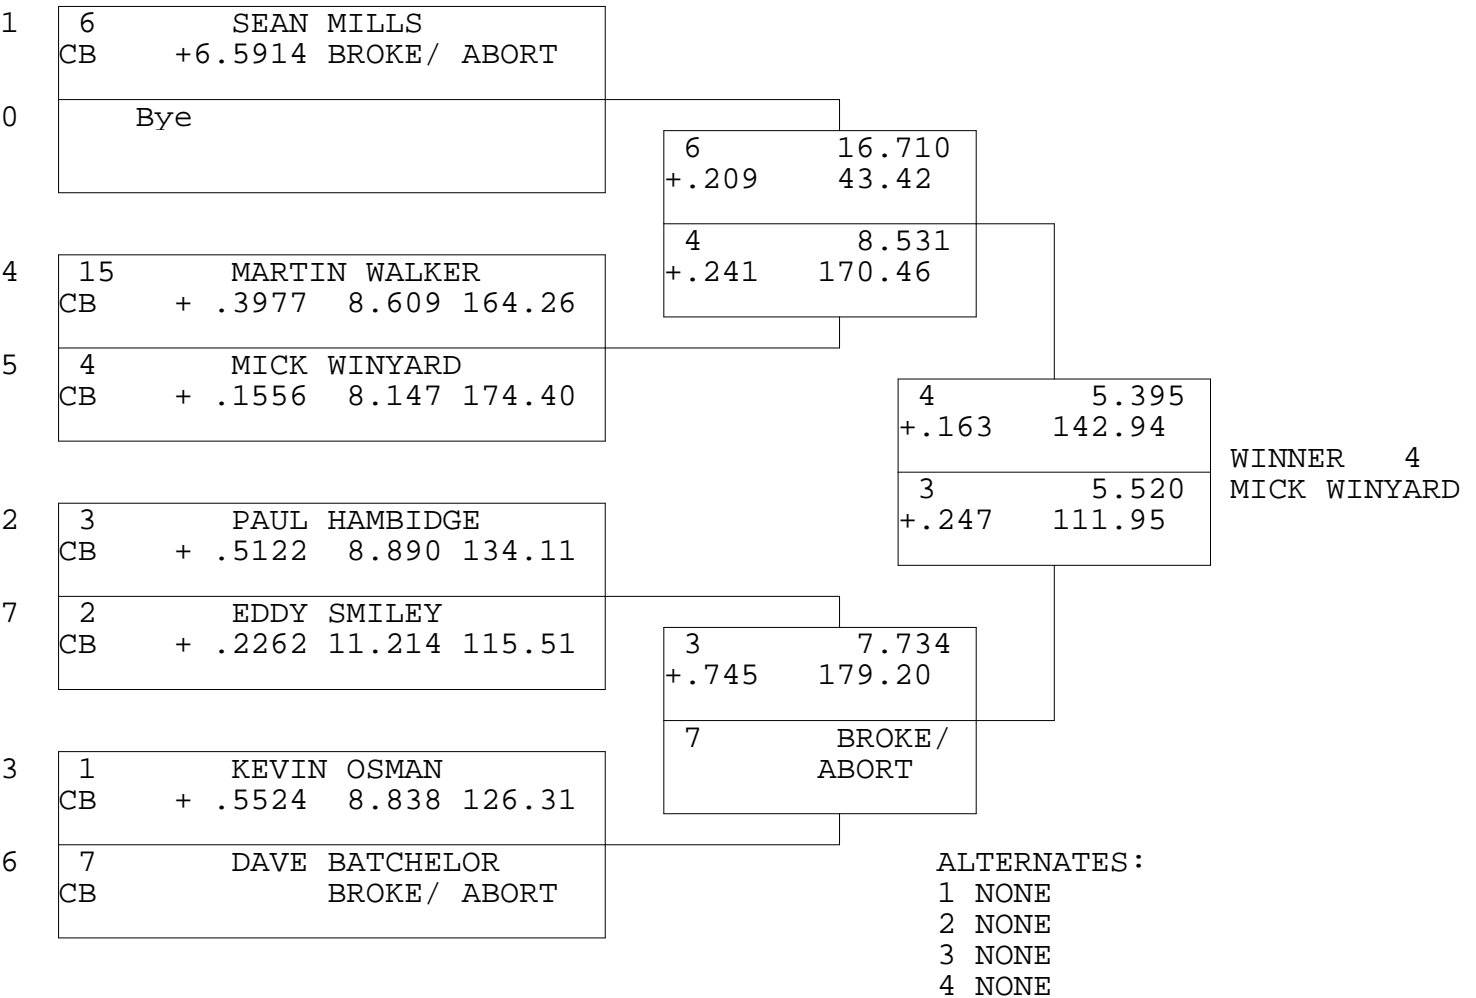 1 6 SEAN MILLS
CB +6.5914 BROKE/ ABORT
0 Bye
4 15 MARTIN WALKER
CB + .3977 8.609 164.26
5 4 MICK WINYARD
CB + .1556 8.147 174.40
2 3 PAUL HAMBIDGE
CB + .5122 8.890 134.11
7 2 EDDY SMILEY
CB + .2262 11.214 115.51
3 1 KEVIN OSMAN
CB + .5524 8.838 126.31
6 7 DAVE BATCHELOR
CB BROKE/ ABORT
6 16.710
+.209 43.42
4 8.531
+.241 170.46
3 7.734
+.745 179.20
7 BROKE/
ABORT
4 5.395
+.163 142.94
3 5.520
+.247 111.95
WINNER 4
MICK WINYARD
ALTERNATES:
1 NONE
2 NONE
3 NONE
4 NONE